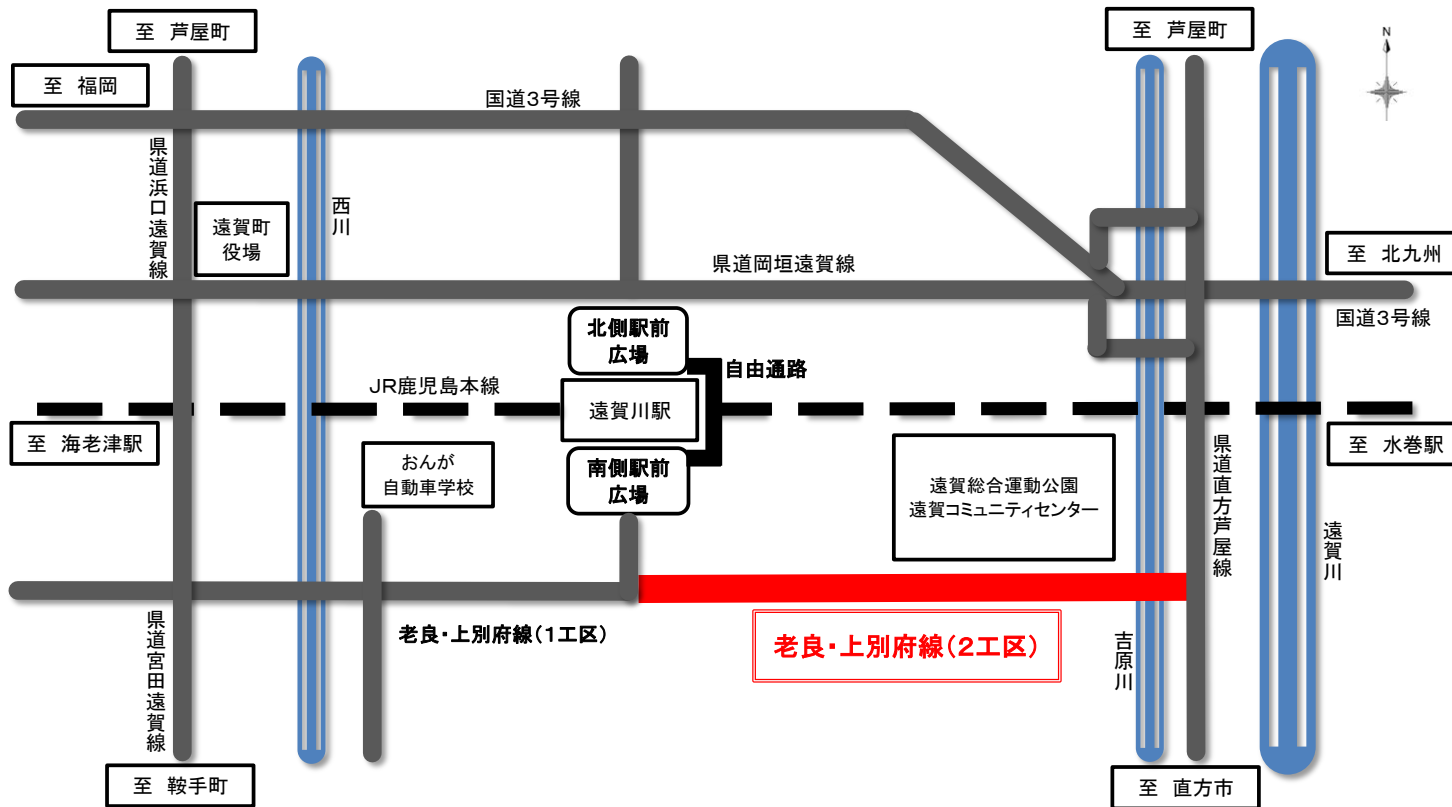 至 芦屋町
至 芦屋町
N
至 福岡
国道3号線
県道浜口遠賀線
西川
遠賀町
役場
県道岡垣遠賀線
至 北九州
国道3号線
北側駅前
広場
自由通路
JR鹿児島本線
遠賀川駅
至 海老津駅
至 水巻駅
おんが
自動車学校
南側駅前
広場
遠賀総合運動公園
遠賀コミュニティセンター
県道直方芦屋線
遠賀川
県道宮田遠賀線
老良・上別府線(1工区)
老良・上別府線(2工区)
吉原川
至 鞍手町
至 直方市